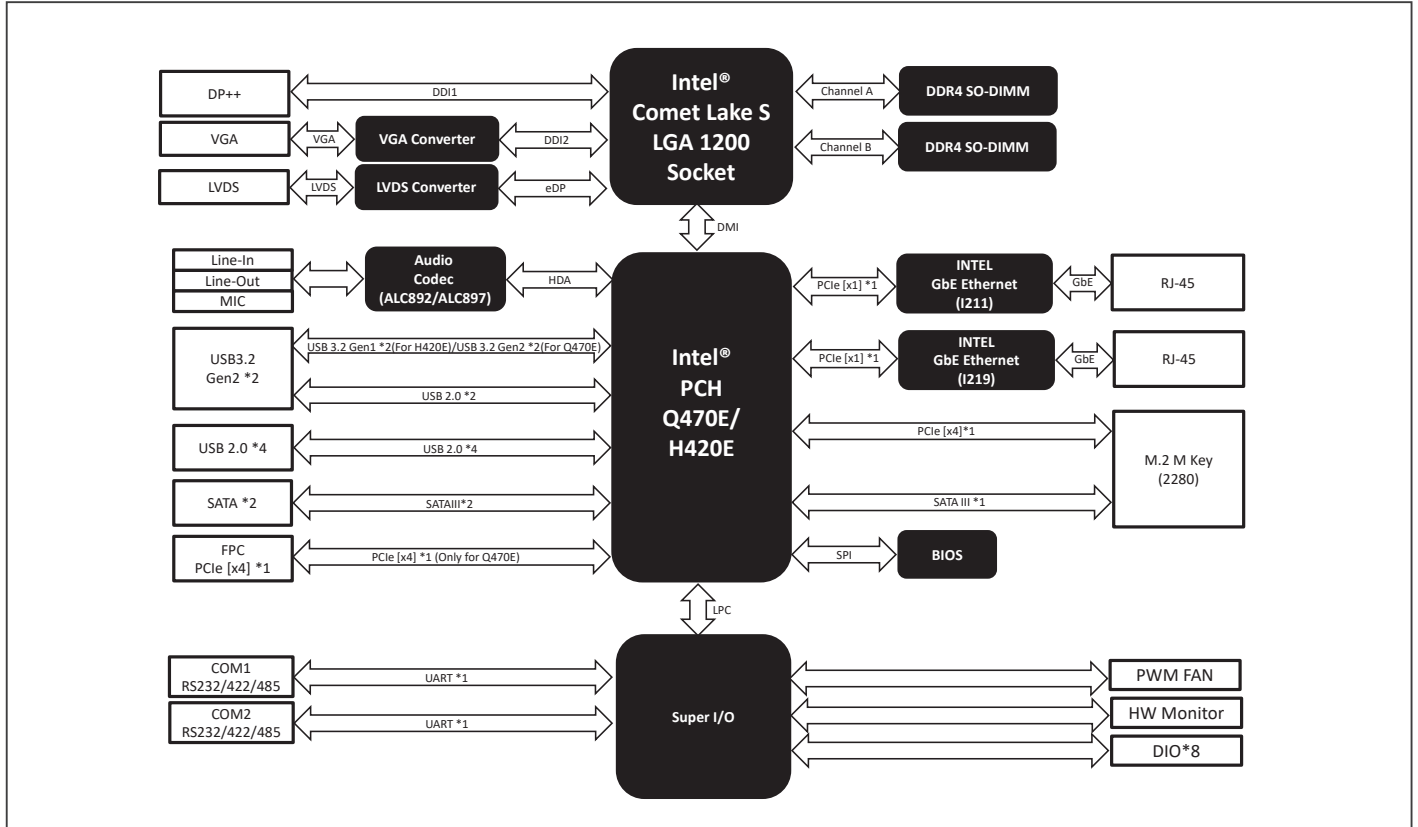 Intel®
Comet Lake S
LGA 1200
Socket
DP++
DDI1
VGA
VGA
VGA Converter
DDI2
LVDS
LVDS
LVDS Converter
eDP
Channel A
DDR4 SO-DIMM
Channel B
DDR4 SO-DIMM
DMI
Line-In
Line-Out
MIC
Audio
Codec
(ALC892/ALC897)
HDA
USB3.2
Gen2 *2
USB 3.2 Gen1 *2(For H420E)/USB 3.2 Gen2 *2(For Q470E)
USB 2.0 *2
USB 2.0 *4
USB 2.0 *4
SATA *2
SATAIII*2
FPC
PCIe [x4] *1
PCIe [x4] *1 (Only for Q470E)
Intel®
PCH
Q470E/
H420E
PCIe [x1] *1
INTEL
GbE Ethernet
(I211)
GbE
RJ-45
PCIe [x1] *1
INTEL
GbE Ethernet
(I219)
GbE
RJ-45
PCIe [x4]*1
SATA III *1
M.2 M Key
(2280)
SPI
BIOS
LPC
COM1
RS232/422/485
UART *1
COM2
RS232/422/485
UART *1
Super I/O
PWM FAN
HW Monitor
DIO*8